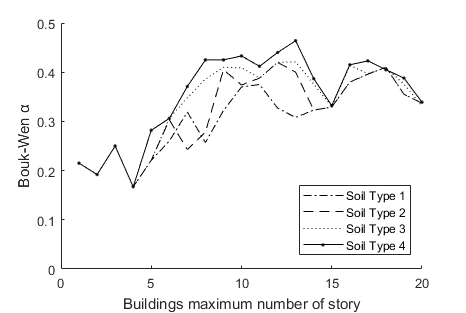 0.5
0.4
0.3
0.2
0.1
0
0 5 10 15 20
Bouk-Wen α
Buildings maximum number of story
Soil Type 1
Soil Type 2
Soil Type 3
Soil Type 4